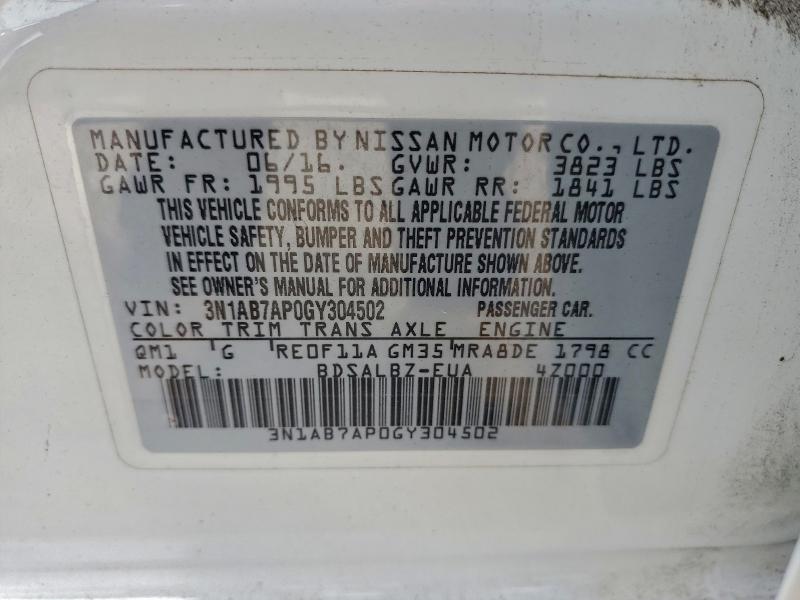 MANUFACTURED BY NISSAN MOTOR CO., LTD.
DATE: 06/16. GVWR: 3823 LBS
GAWR FR: 1995 LBS GAWR RR: 1841 LBS
THIS VEHICLE CONFORMS TO ALL APPLICABLE FEDERAL MOTOR
VEHICLE SAFETY, BUMPER AND THEFT PREVENTION STANDARDS
IN EFFECT ON THE DATE OF MANUFACTURE SHOWN ABOVE.
SEE OWNER'S MANUAL FOR ADDITIONAL INFORMATION.
VIN: 3N1AB7AP0GY304502 PASSENGER CAR.
COLOR TRIM TRANS AXLE ENGINE
QM1 G RE0F11A GM35 MRA8DE 1798 CC
MODEL: BDSALBZ-EUA 4Z000
3N1AB7AP0GY304502